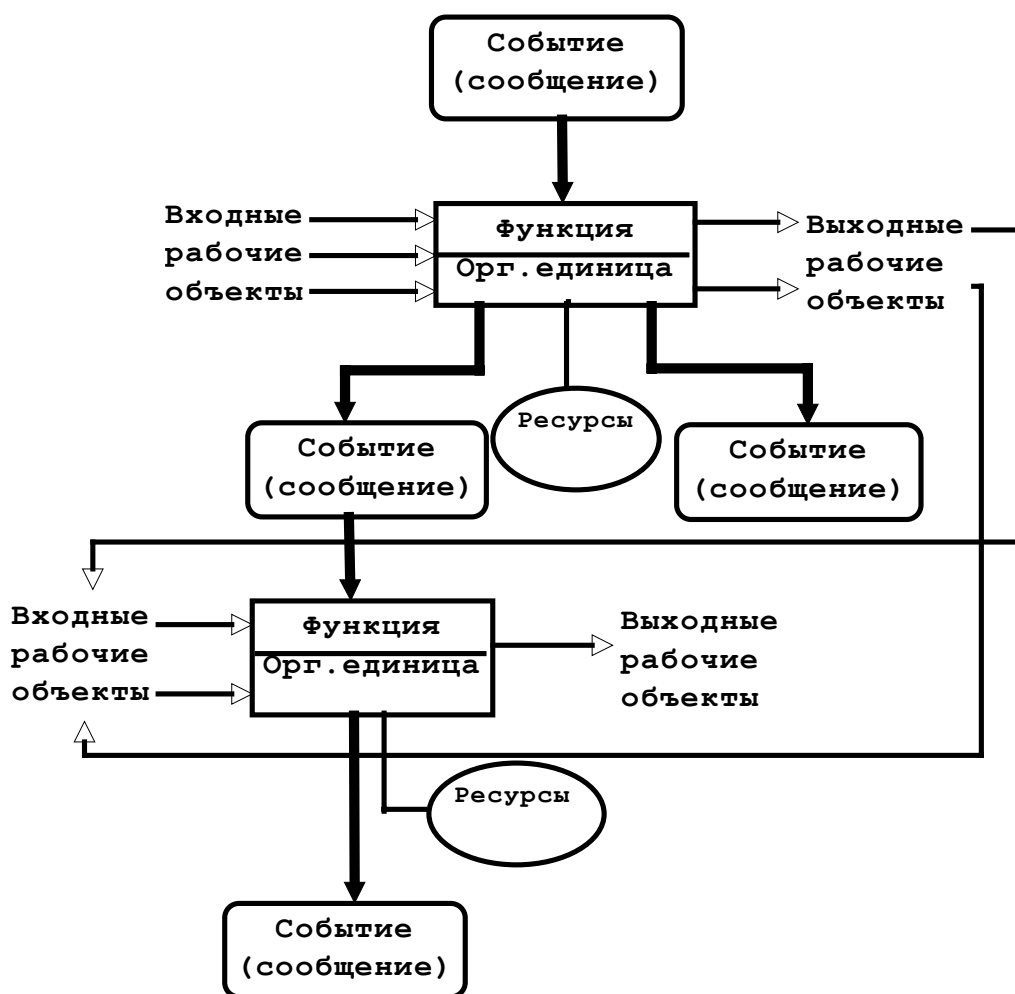 Событие
(сообщение)
Входные
рабочие
объекты
Функция
Орг.единица
Выходные
рабочие
объекты
Ресурсы
Событие
(сообщение)
Событие
(сообщение)
Входные
рабочие
объекты
Функция
Орг.единица
Выходные
рабочие
объекты
Ресурсы
Событие
(сообщение)